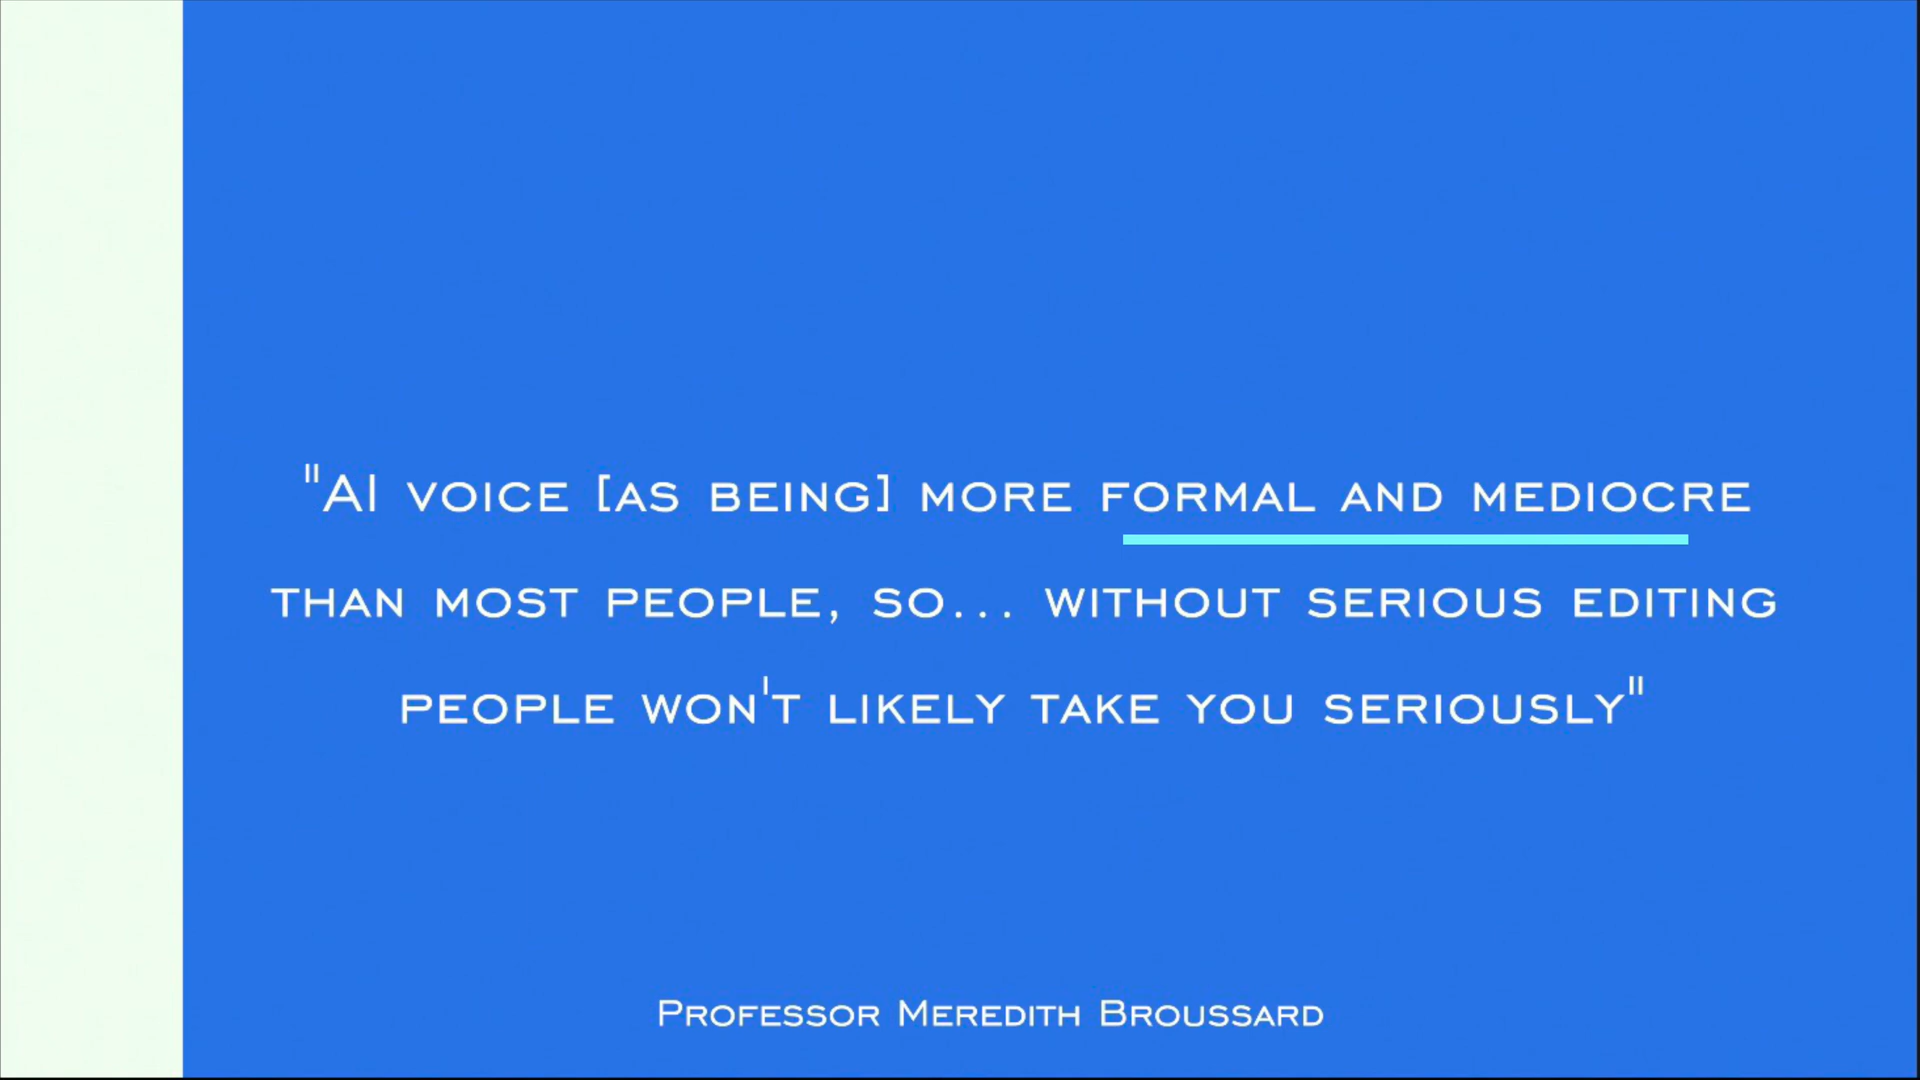 "AI VOICE [AS BEING] MORE FORMAL AND MEDIOCRE
THAN MOST PEOPLE, SO... WITHOUT SERIOUS EDITING
PEOPLE WON'T LIKELY TAKE YOU SERIOUSLY"
PROFESSOR MEREDITH BROUSSARD